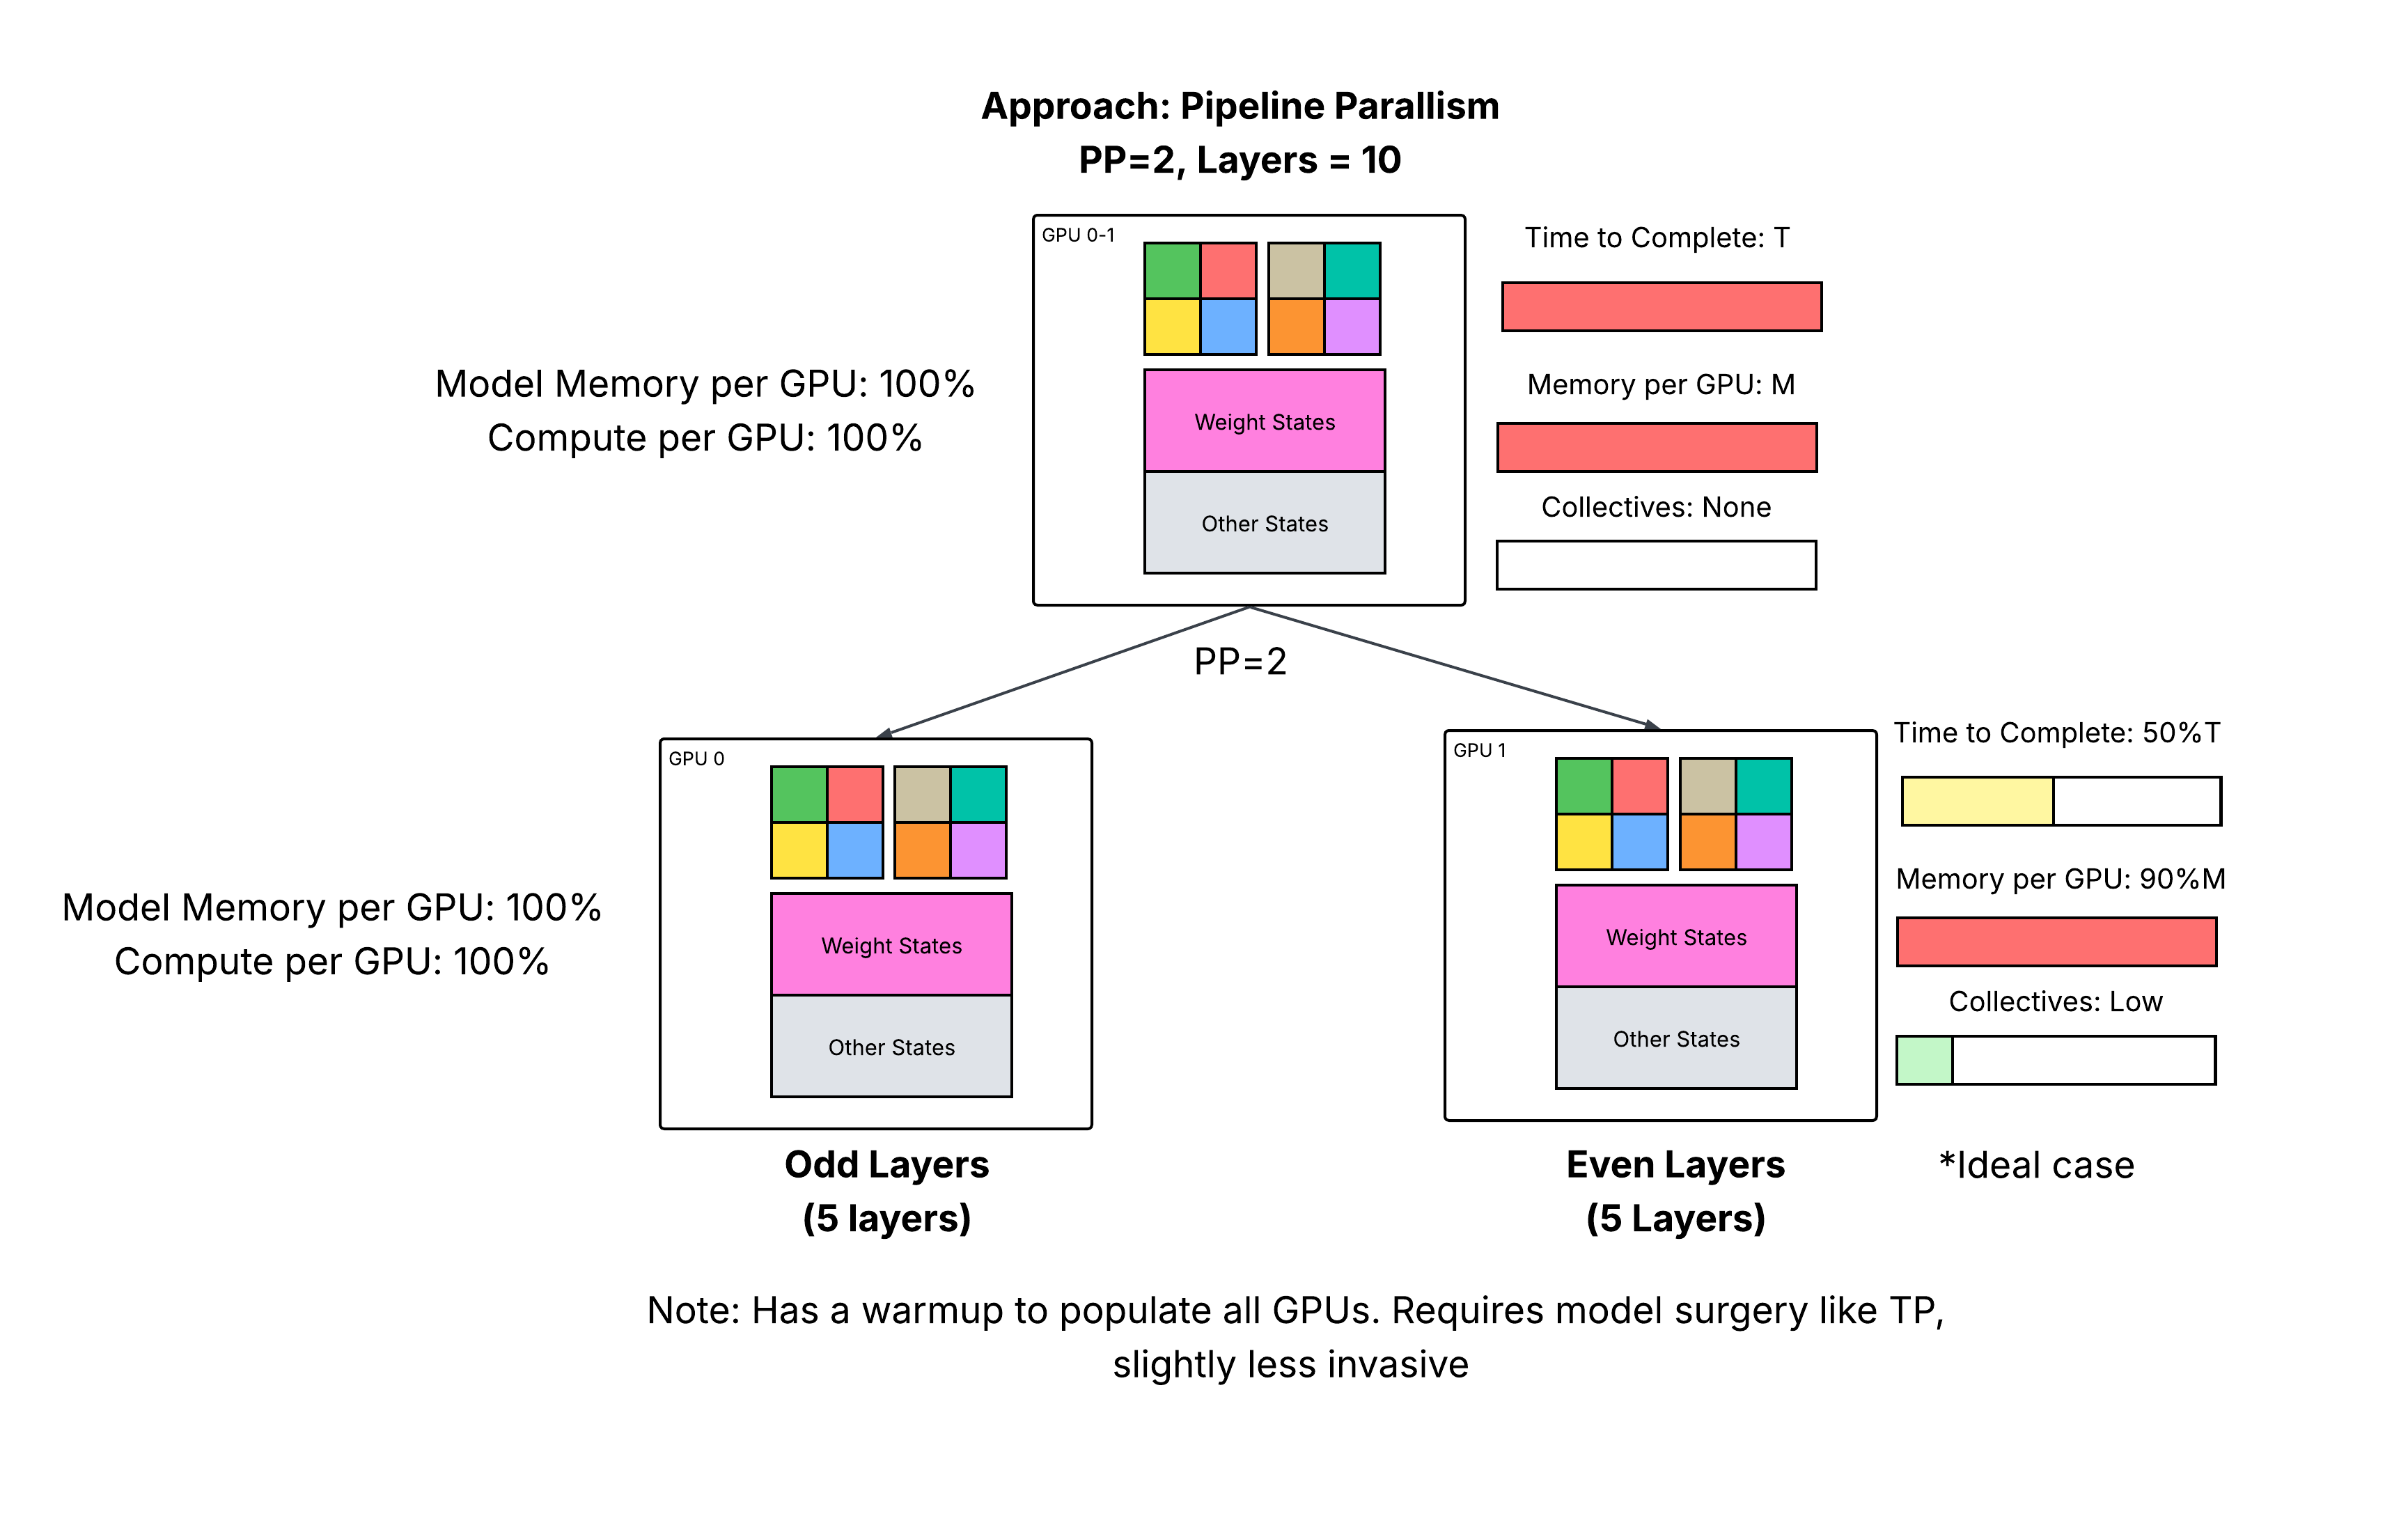 Approach: Pipeline Parallism
PP=2, Layers = 10
GPU 0-1
Time to Complete: T
Model Memory per GPU: 100%
Compute per GPU: 100%
Memory per GPU: M
Weight States
Collectives: None
Other States
PP=2
GPU 0
Weight States
Other States
Model Memory per GPU: 100%
Compute per GPU: 100%
Odd Layers
(5 layers)
GPU 1
Weight States
Other States
Even Layers
(5 Layers)
Time to Complete: 50%T
Memory per GPU: 90%M
Collectives: Low
*Ideal case
Note: Has a warmup to populate all GPUs. Requires model surgery like TP,
slightly less invasive